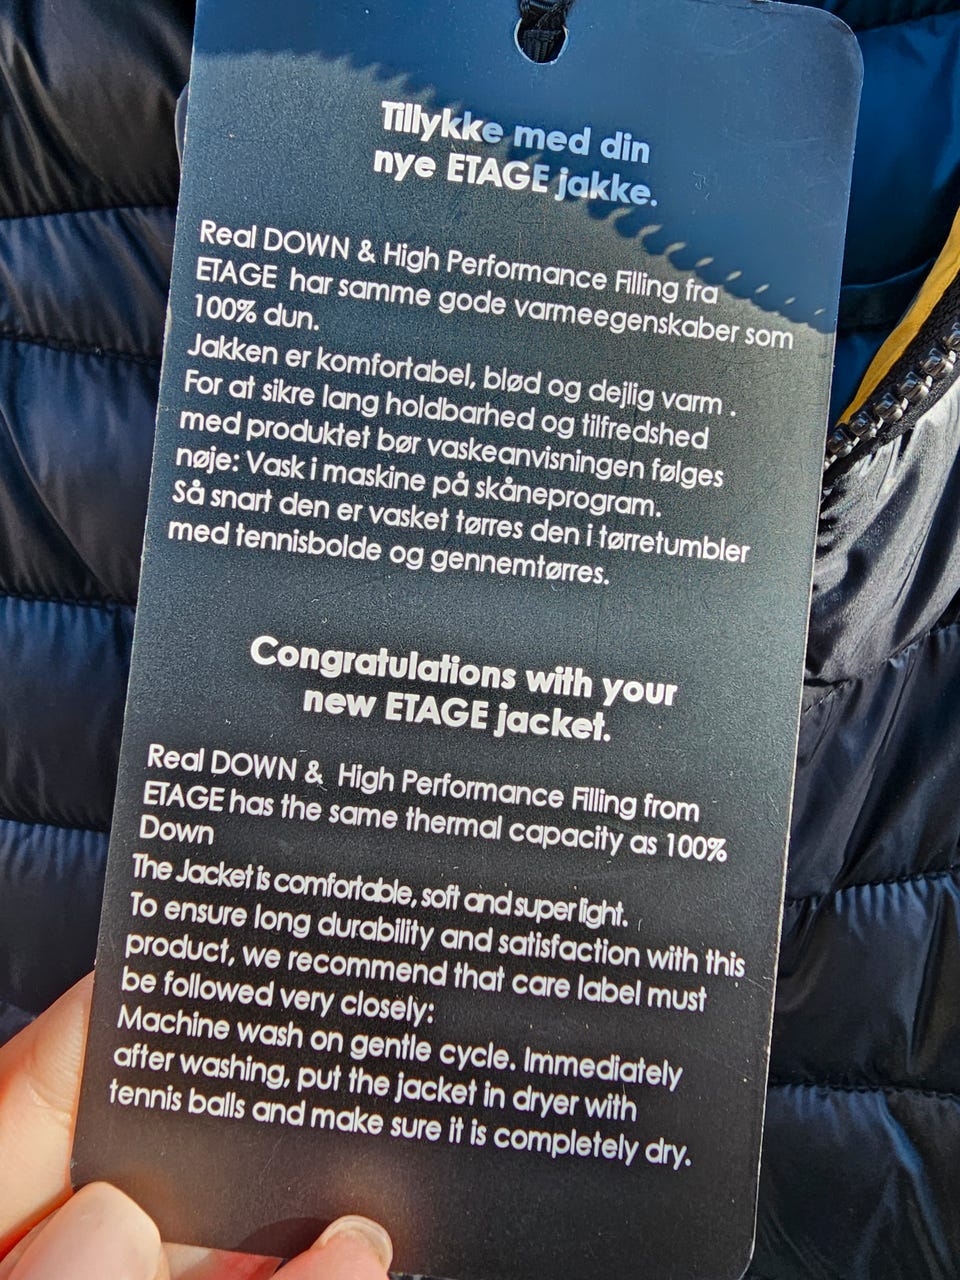 Tillykke med din
nye ETAGE jakke.
Real DOWN & High Performance Filling fra
ETAGE har samme gode varmeegenskaber som
100% dun.
Jakken er komfortabel, blød og dejlig varm .
For at sikre lang holdbarhed og tilfredshed
med produktet bør vaskeanvisningen følges
nøje: Vask i maskine på skåneprogram.
Så snart den er vasket tørres den i tørretumbler
med tennisbolde og gennemtørres.
Congratulations with your
new ETAGE jacket.
Real DOWN & High Performance Filling from
ETAGE has the same thermal capacity as 100%
Down
The Jacket is comfortable, soft and super light.
To ensure long durability and satisfaction with this
product, we recommend that care label must
be followed very closely:
Machine wash on gentle cycle. Immediately
after washing, put the jacket in dryer with
tennis balls and make sure it is completely dry.